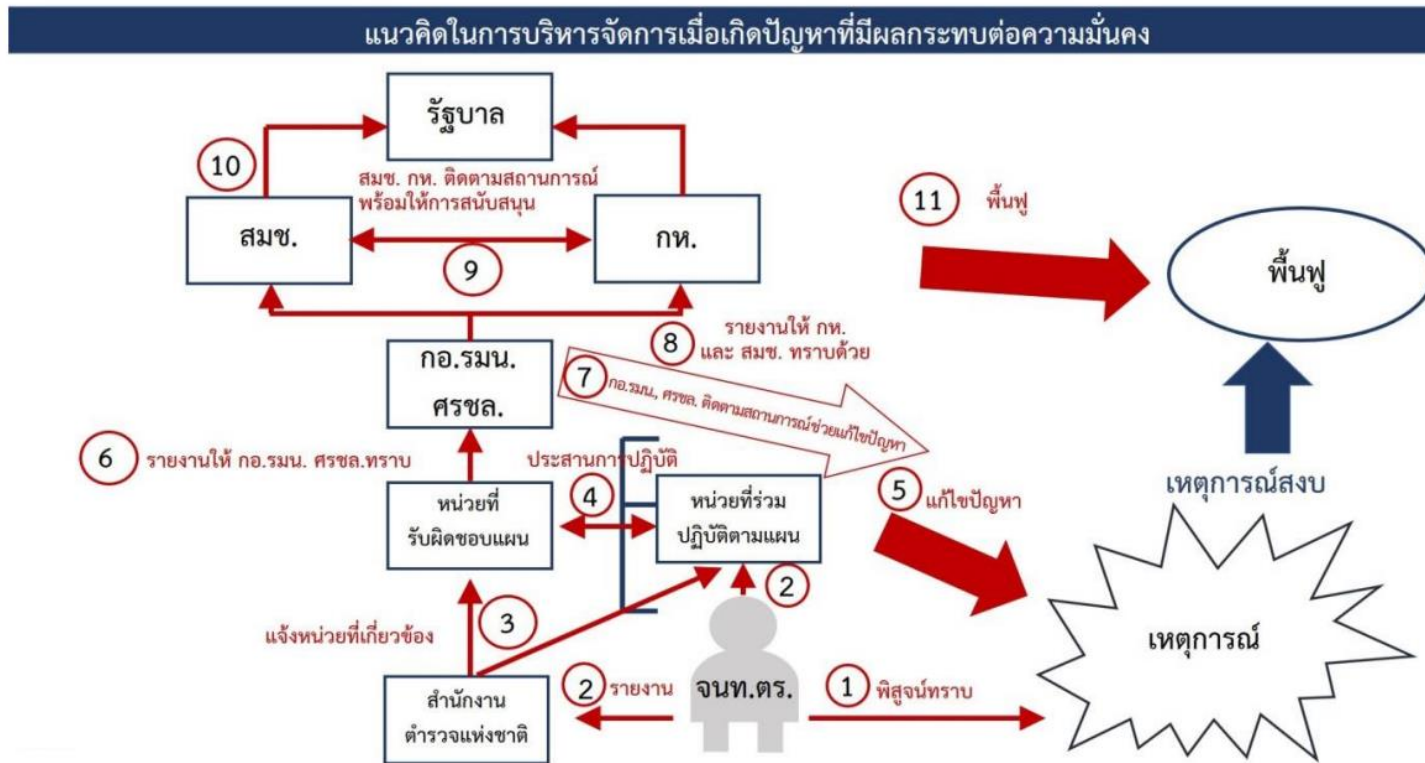 แนวคิดในการบริหารจัดการเมื่อเกิดปัญหาที่มีผลกระทบต่อความมั่นคง
รัฐบาล
10
สมช. กห. ติดตามสถานการณ์
พร้อมให้การสนับสนุน
สมช.
กห.
9
11
พื้นฟู
พื้นฟู
8
รายงานให้ กห.
และ สมช. ทราบด้วย
กอ.รมน.
ศรชล.
7
กอ.รมน., ศรชล. ติดตามสถานการณ์ช่วยแก้ไขปัญหา
6
รายงานให้ กอ.รมน. ศรชล.ทราบ
ประสานการปฏิบัติ
4
หน่วยที่
รับผิดชอบแผน
หน่วยที่ร่วม
ปฏิบัติตามแผน
5
แก้ไขปัญหา
เหตุการณ์สงบ
2
แจ้งหน่วยที่เกี่ยวข้อง
3
เหตุการณ์
สำนักงาน
ตำรวจแห่งชาติ
2
รายงาน
จนท.ตร.
1
พิสูจน์ทราบ